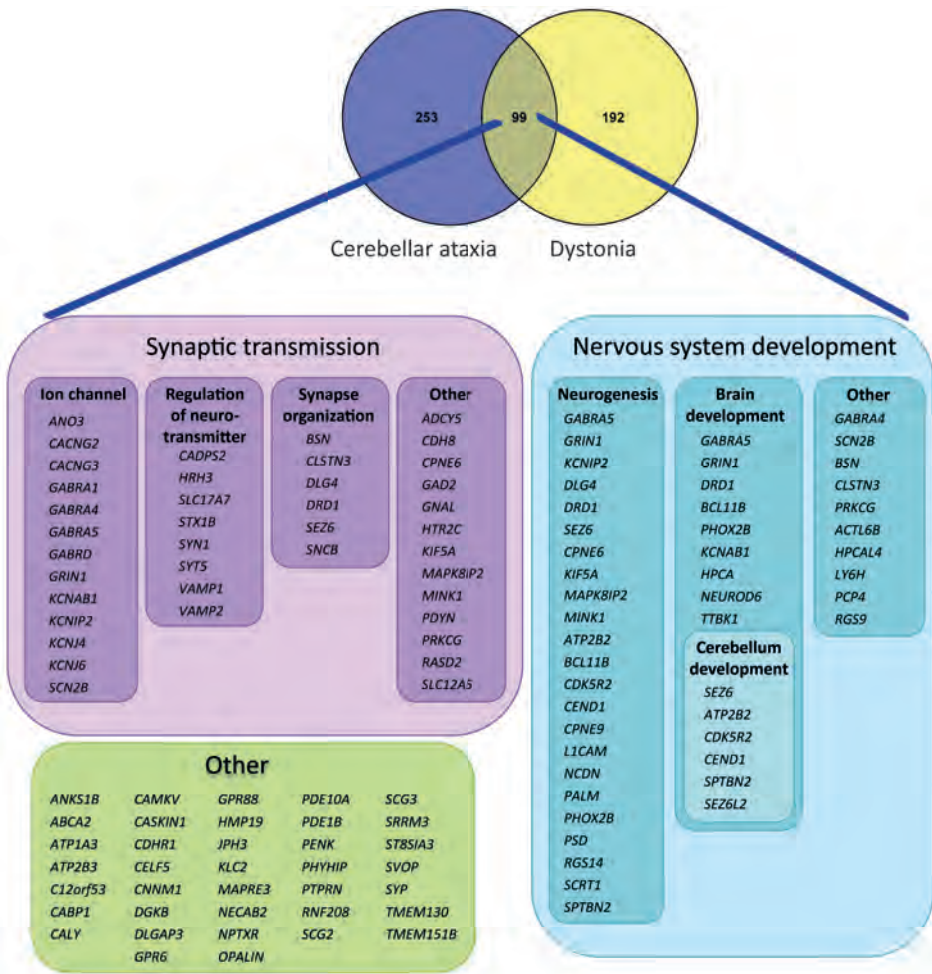 253
99
192
Cerebellar ataxia
Dystonia
Synaptic transmission
Ion channel
ANO3
CACNG2
CACNG3
GABRA1
GABRA4
GABRA5
GABRD
GRIN1
KCNAB1
KCNIP2
KCNJ4
KCNJ6
SCN2B
Regulation
of neuro-
transmitter
CADPS2
HRH3
SLC17A7
STX1B
SYN1
SYT5
VAMP1
VAMP2
Synapse
organization
BSN
CLSTN3
DLG4
DRD1
SEZ6
SNCB
Other
ADCY5
CDH8
CPNE6
GAD2
GNAL
HTR2C
KIF5A
MAPK8IP2
MINK1
PDYN
PRKCG
RASD2
SLC12A5
Nervous system development
Neurogenesis
GABRA5
GRIN1
KCNIP2
DLG4
DRD1
SEZ6
CPNE6
KIF5A
MAPK8IP2
MINK1
ATP2B2
BCL11B
CDK5R2
CEND1
CPNE9
L1CAM
NCDN
PALM
PHOX2B
PSD
RGS14
SCRT1
SPTBN2
Brain
development
GABRA5
GRIN1
DRD1
BCL11B
PHOX2B
KCNAB1
HPCA
NEUROD6
TTBK1
Cerebellum
development
SEZ6
ATP2B2
CDK5R2
CEND1
SPTBN2
SEZ6L2
Other
GABRA4
SCN2B
BSN
CLSTN3
PRKCG
ACTL6B
HPCAL4
LY6H
PCP4
RGS9
Other
ANKS1B
ABCA2
ATP1A3
ATP2B3
C12orf53
CABP1
CALY
CAMKV
CASKIN1
CDHR1
CELF5
CNNM1
DGKB
DLGAP3
GPR6
GPR88
HMP19
JPH3
KLC2
MAPRE3
NECAB2
NPTXR
OPALIN
PDE10A
PDE1B
PENK
PHYHIP
PTPRN
RNF208
SCG2
SCG3
SRRM3
ST8SIA3
SVOP
SYP
TMEM130
TMEM151B